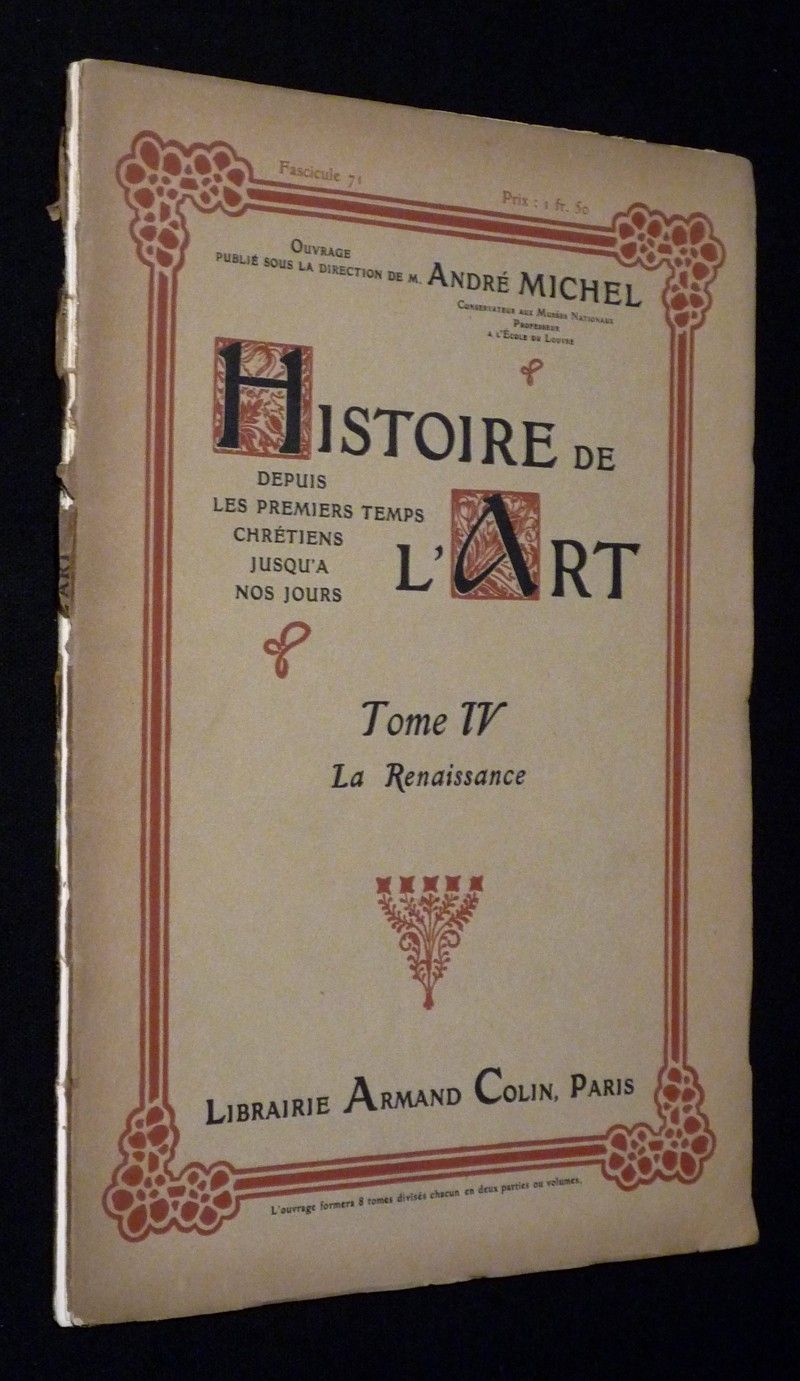 Fascicule 71
Prix : 1 fr. 50
OUVRAGE
PUBLIÉ SOUS LA DIRECTION DE M. ANDRÉ MICHEL
CONSERVATEUR AUX MUSÉES NATIONAUX
PROFESSEUR
A L'ÉCOLE DU LOUVRE
HISTOIRE DE
L'ART
DEPUIS
LES PREMIERS TEMPS
CHRÉTIENS
JUSQU'A
NOS JOURS
Tome IV
La Renaissance
LIBRAIRIE ARMAND COLIN, PARIS
L'ouvrage formera 8 tomes divisés chacun en deux parties ou volumes.
ART